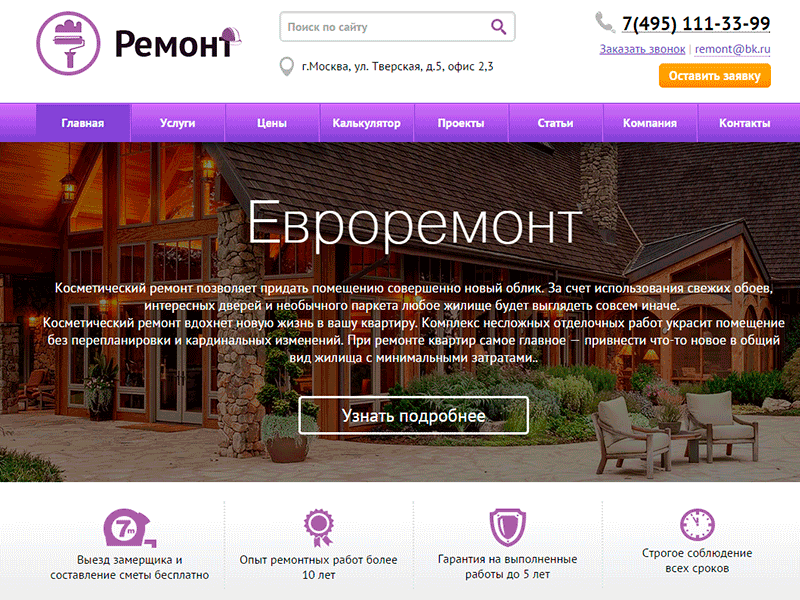 Ремонт
Поиск по сайту
г.Москва, ул. Тверская, д.5, офис 2,3
7(495) 111-33-99
Заказать звонок | remont@bk.ru
Оставить заявку
Главная Услуги Цены Калькулятор Проекты Статьи Компания Контакты
Евроремонт
Косметический ремонт позволяет придать помещению совершенно новый облик. За счет использования свежих обоев,
интересных дверей и необычного паркета любое жилище будет выглядеть совсем иначе.
Косметический ремонт вдохнет новую жизнь в вашу квартиру. Комплекс несложных отделочных работ украсит помещение
без перепланировки и кардинальных изменений. При ремонте квартир самое главное — привнести что-то новое в общий
вид жилища с минимальными затратами..
Узнать подробнее
7m
Выезд замерщика и
составление сметы бесплатно
Опыт ремонтных работ более
10 лет
Гарантия на выполненные
работы до 5 лет
Строгое соблюдение
всех сроков